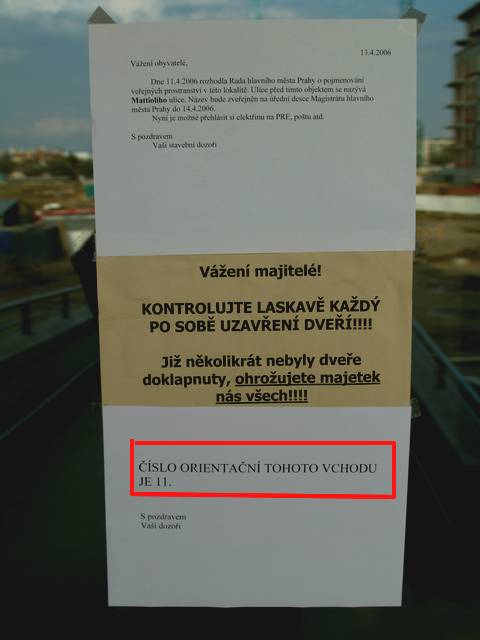 13.4.2006
Vážení obyvatelé,
Dne 11.4.2006 rozhodla Rada hlavního města Prahy o pojmenování
veřejných prostranství v této lokalitě. Ulice před tímto objektem se nazývá
Mattioliho ulice. Název bude zveřejněn na úřední desce Magistrátu hlavního
města Prahy do 14.4.2006.
Nyní je možné přehlásit si elektřinu na PRE, poštu atd.
S pozdravem
Vaši stavební dozoři
Vážení majitelé!
KONTROLUJTE LASKAVĚ KAŽDÝ
PO SOBĚ UZAVŘENÍ DVEŘÍ!!!!
Již několikrát nebyly dveře
doklapnuty, ohrožujete majetek
nás všech!!!!
ČÍSLO ORIENTAČNÍ TOHOTO VCHODU
JE 11.
S pozdravem
Vaši dozoři